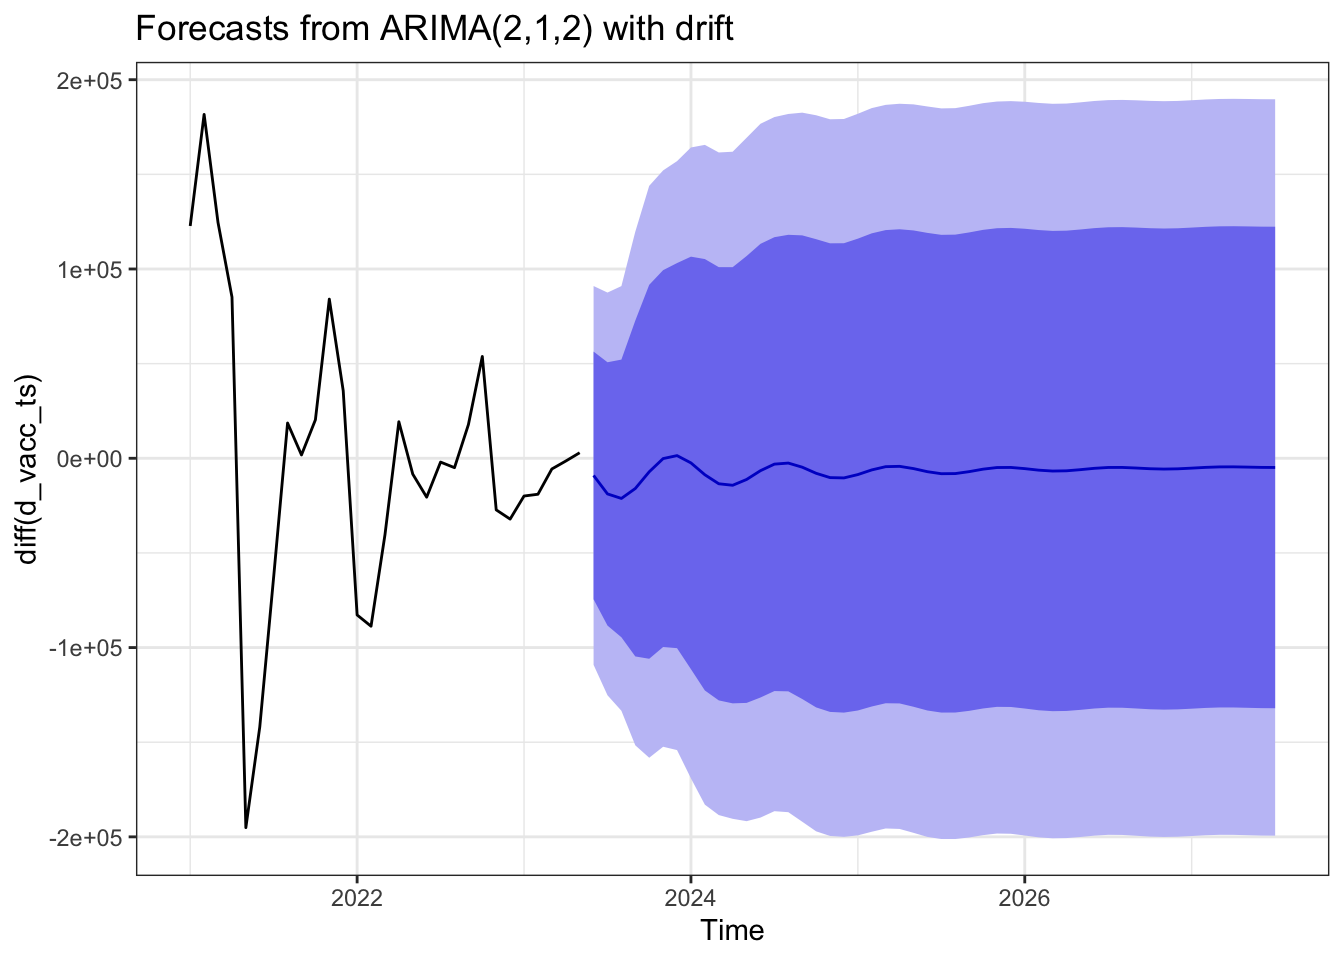 Forecasts from ARIMA(2,1,2) with drift
2e+05
1e+05
0e+00
-1e+05
-2e+05
diff(d_vacc_ts)
2022
2024
2026
Time